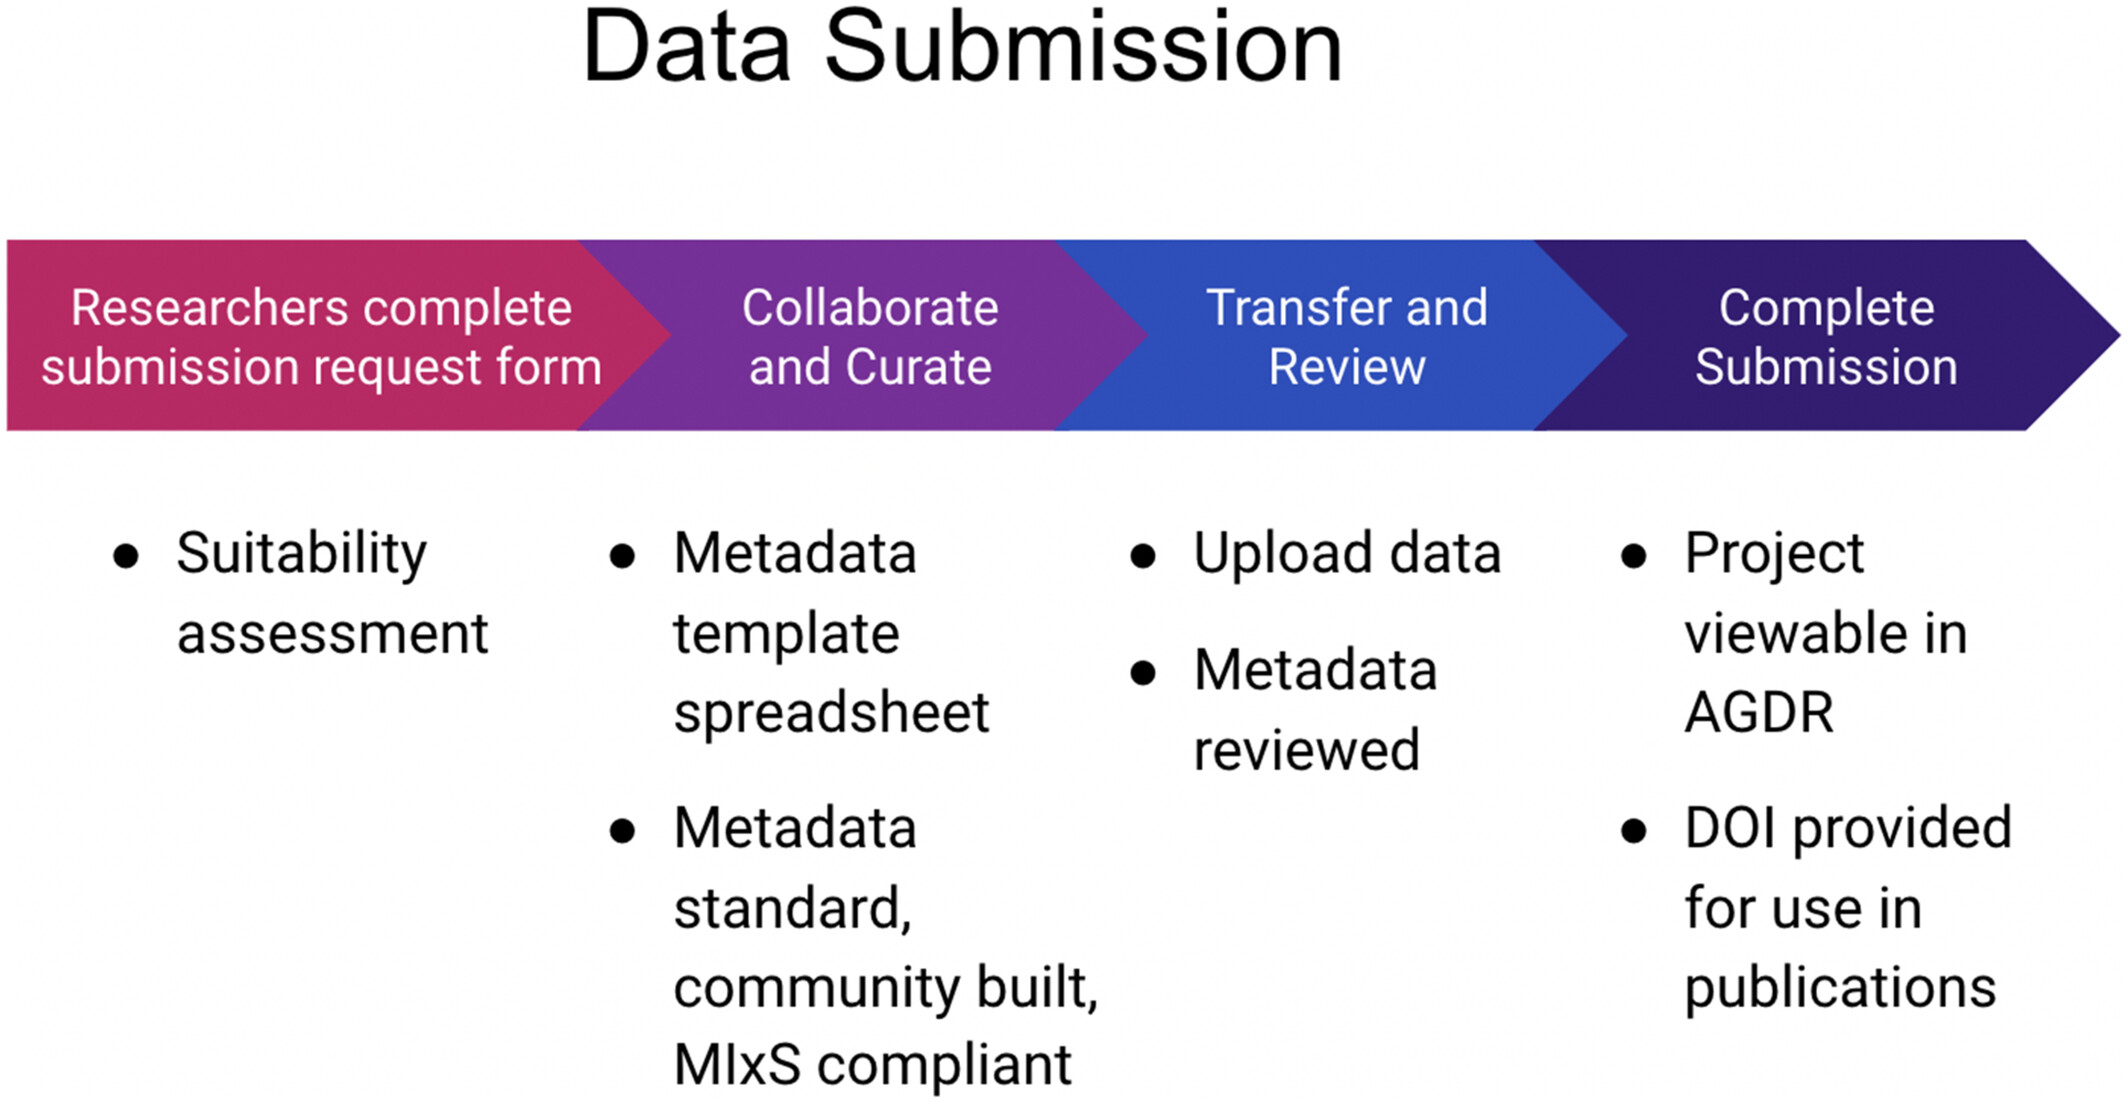 Data Submission
Researchers complete
submission request form
Collaborate
and Curate
Transfer and
Review
Complete
Submission
● Suitability
assessment
● Metadata
template
spreadsheet
● Metadata
standard,
community built,
MIxS compliant
● Upload data
● Metadata
reviewed
● Project
viewable in
AGDR
● DOI provided
for use in
publications